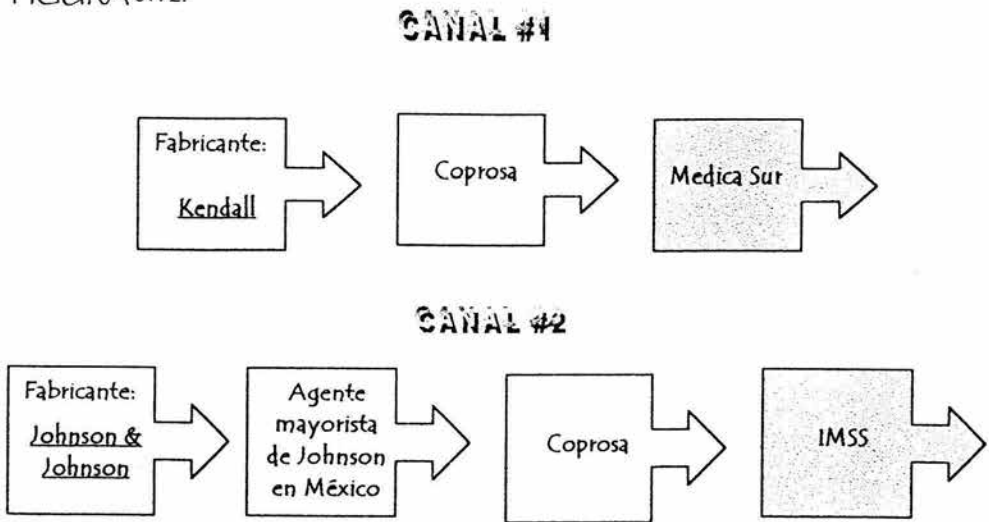 CANAL #1
Fabricante:
Kendall
Coprosa
Medica Sur
CANAL #2
Fabricante:
Johnson &
Johnson
Agente
mayorista
de Johnson
en México
Coprosa
IMSS